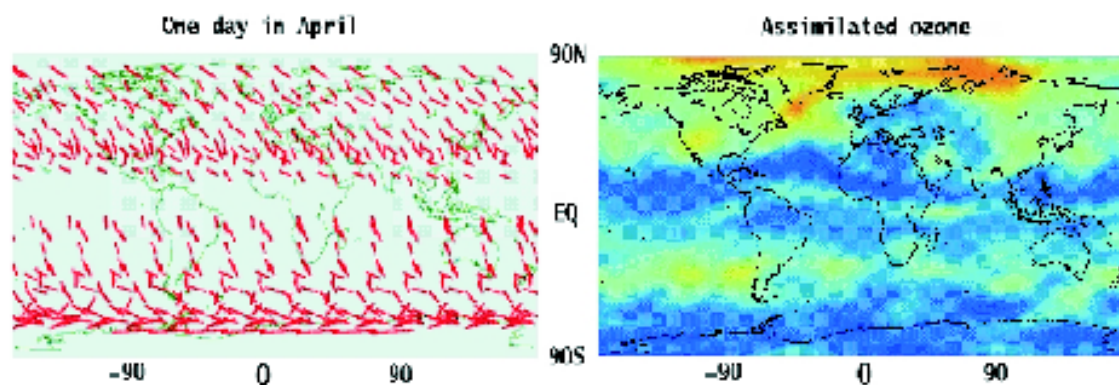 One day in April
Assimilated ozone
90N
EQ
90S
-90 0 90
-90 0 90